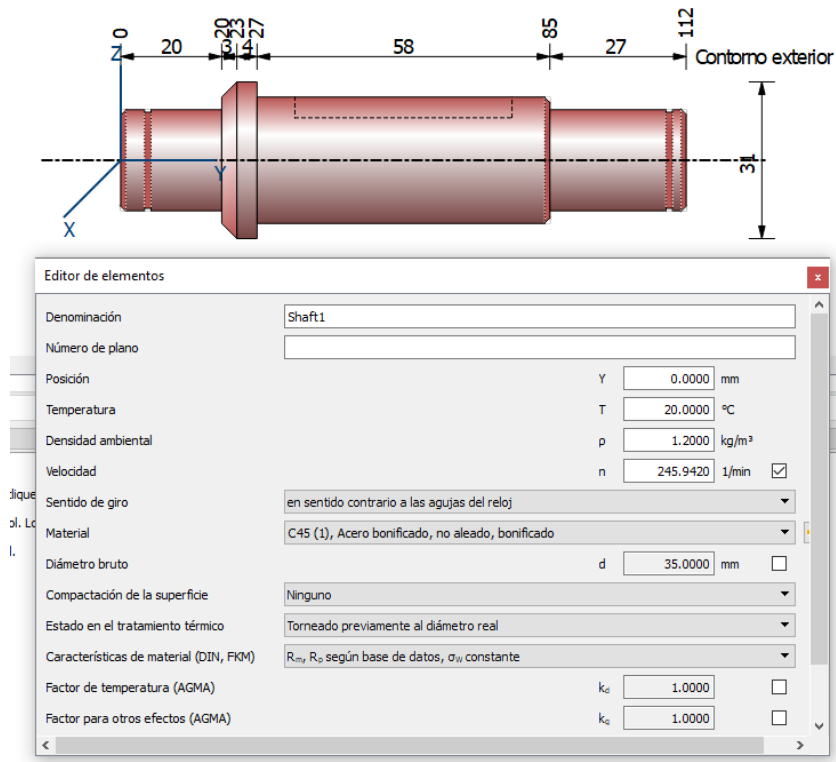 0 20 23 27 85 112
Z 20 3 4 58 27 Contorno exterior
31
Y
X
Editor de elementos x
Denominación Shaft1
Número de plano
Posición Y 0.0000 mm
Temperatura T 20.0000 °C
Densidad ambiental ρ 1.2000 kg/m³
Velocidad n 245.9420 1/min
dique
Sentido de giro en sentido contrario a las agujas del reloj
ol. Lo
Material C45 (1), Acero bonificado, no aleado, bonificado
l.
Diámetro bruto d 35.0000 mm
Compactación de la superficie Ninguno
Estado en el tratamiento térmico Torneado previamente al diámetro real
Características de material (DIN, FKM) Rₘ, Rₚ según base de datos, σw constante
Factor de temperatura (AGMA) kd 1.0000
Factor para otros efectos (AGMA) kg 1.0000